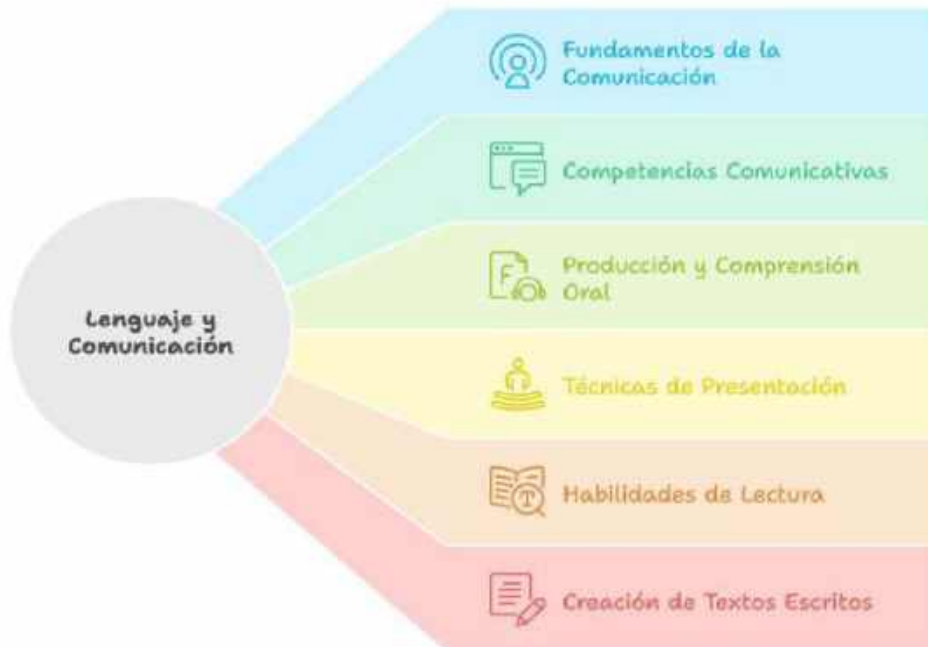 Fundamentos de la
Comunicación
Competencias Comunicativas
Producción y Comprensión
Oral
Lenguaje y
Comunicación
Técnicas de Presentación
Habilidades de Lectura
Creación de Textos Escritos
F
T